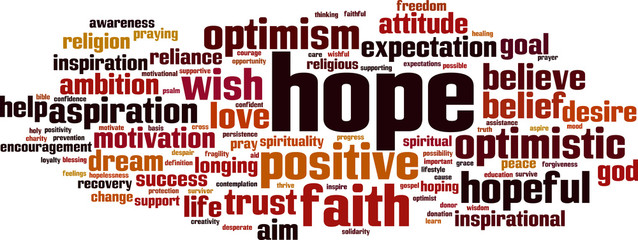 thinking faithful freedom
awareness optimism attitude healing
religion praying courage care wishful expectation goal prayer
inspiration reliance opportunity religious supporting expectations possible
motivational supportive
ambition psalm wish hope believe
bible confidence confident
help aspiration love belief desire
holy positivity motivate basis cross persistence progress truth assistance aspire mood
charity prevention motivation pray spirituality spiritual optimistic
encouragement despair fragility aid possibility
loyalty blessing dream definition longing positive important grace peace forgiveness god
feelings hopelessness lifestyle education survive
recovery success contemplation cause hoping hopeful
sad protection survivor thrive inspire gospel
change support life trust faith optimist donor wisdom
creativity donation learn inspirational
desperate aim solidarity